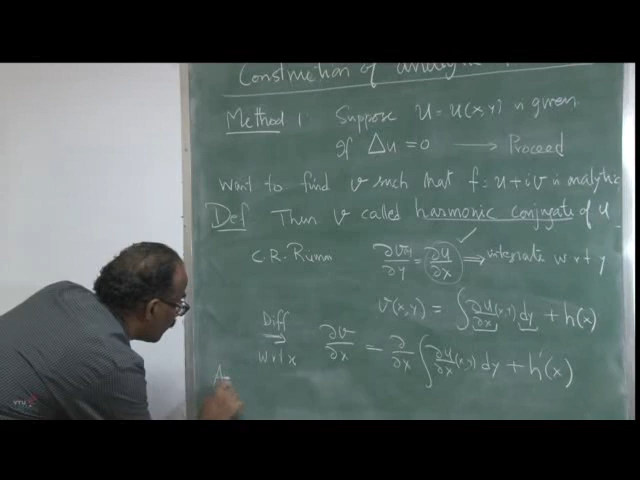 Construction of analytic
Method 1: Suppose u = u(x,y) is given
if Δu = 0 → Proceed
Want to find v such that f = u + iv is analytic
Def. Then v called harmonic conjugate of u.
C.R. ∂v/∂y = ∂u/∂x ⇒ integrate w.r.t y
v(x,y) = ∫ ∂u/∂x (x,y) dy + h(x)
Diff w.r.t x ∂v/∂x = ∂/∂x ∫ ∂u/∂x (x,y) dy + h'(x)
A